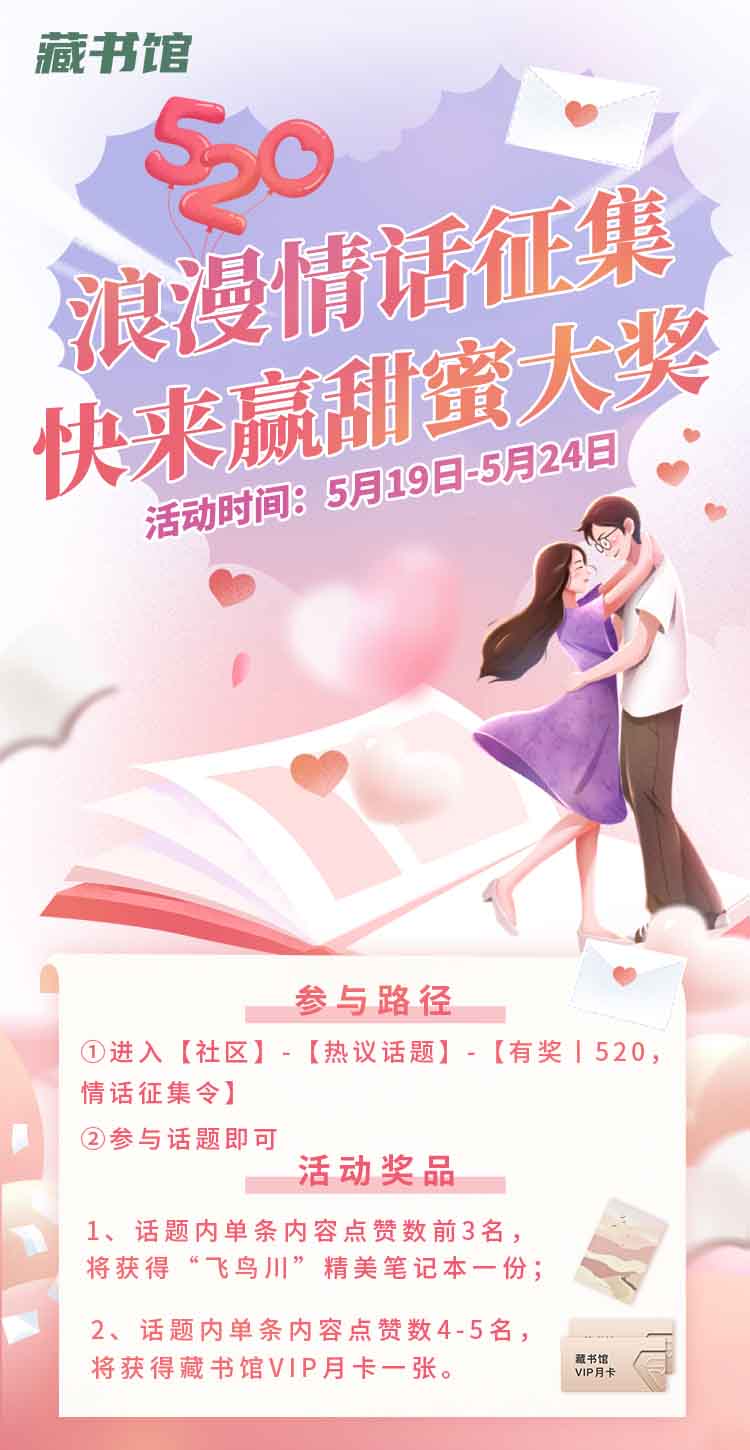 藏书馆
520
浪漫情话征集
快来赢甜蜜大奖
活动时间：5月19日-5月24日
参与路径
①进入【社区】-【热议话题】-【有奖丨520，
情话征集令】
②参与话题即可
活动奖品
1、话题内单条内容点赞数前3名，
将获得“飞鸟川”精美笔记本一份；
2、话题内单条内容点赞数4-5名，
将获得藏书馆VIP月卡一张。
藏书馆
VIP月卡